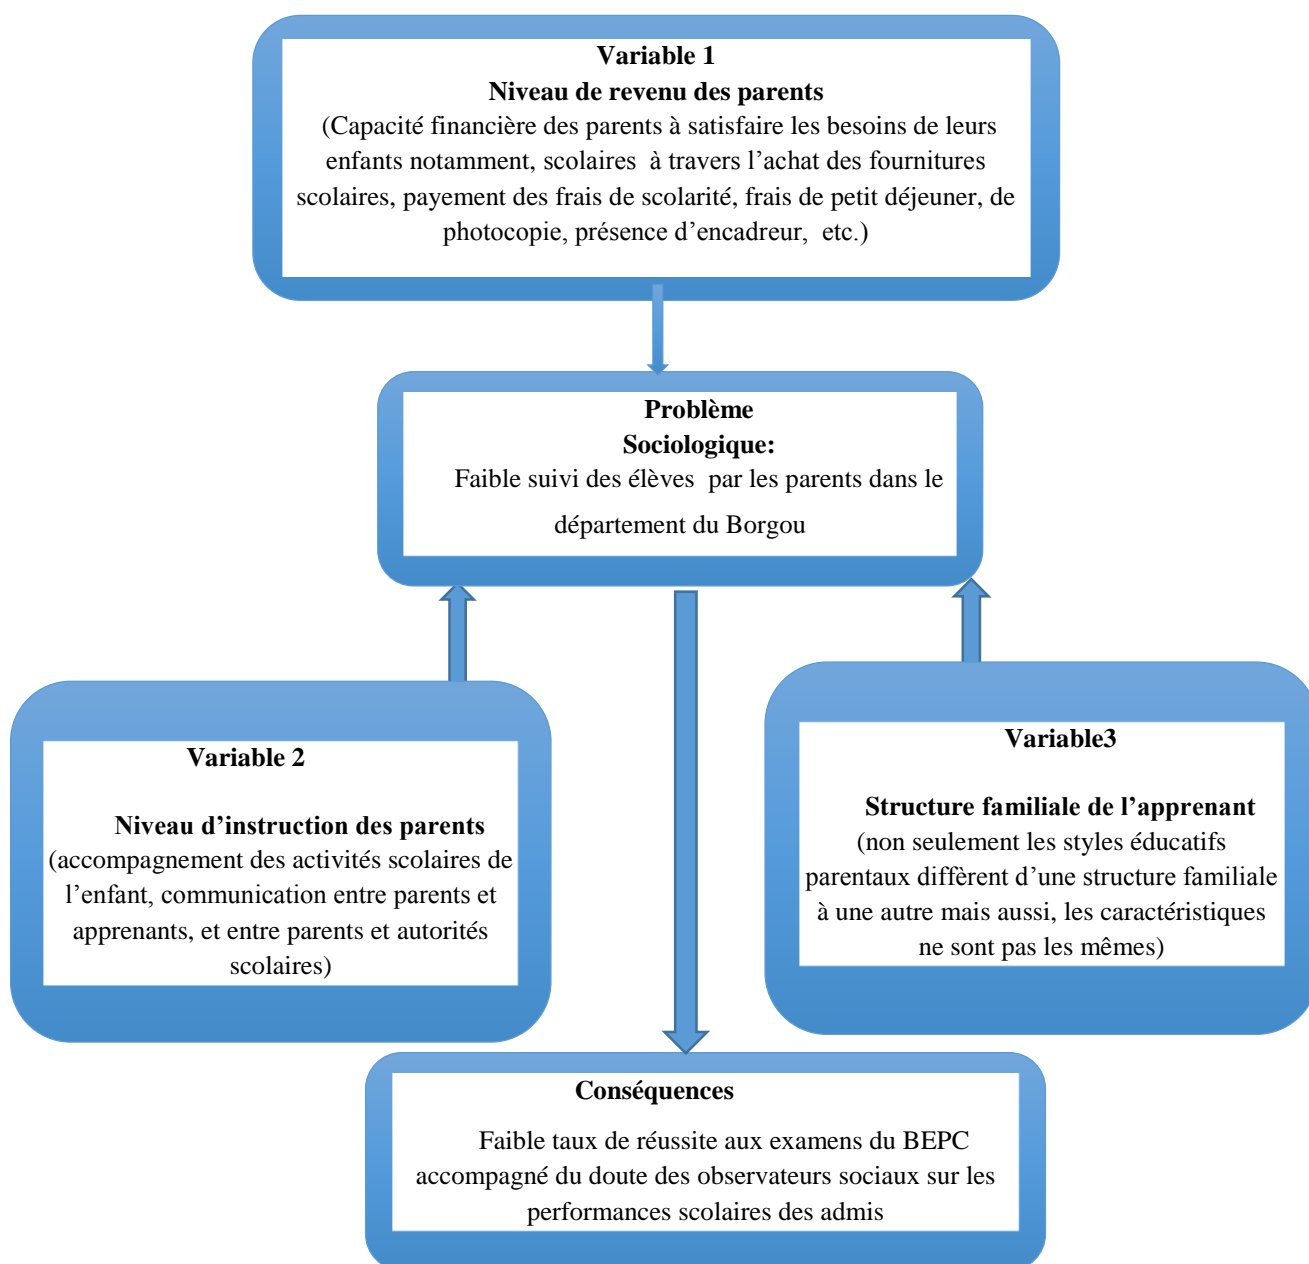 Variable 1
Niveau de revenu des parents
(Capacité financière des parents à satisfaire les besoins de leurs
enfants notamment, scolaires à travers l’achat des fournitures
scolaires, payement des frais de scolarité, frais de petit déjeuner, de
photocopie, présence d’encadreur, etc.)
Problème
Sociologique:
Faible suivi des élèves par les parents dans le
département du Borgou
Variable 2
Niveau d’instruction des parents
(accompagnement des activités scolaires de
l’enfant, communication entre parents et
apprenants, et entre parents et autorités
scolaires)
Variable3
Structure familiale de l’apprenant
(non seulement les styles éducatifs
parentaux diffèrent d’une structure familiale
à une autre mais aussi, les caractéristiques
ne sont pas les mêmes)
Conséquences
Faible taux de réussite aux examens du BEPC
accompagné du doute des observateurs sociaux sur les
performances scolaires des admis